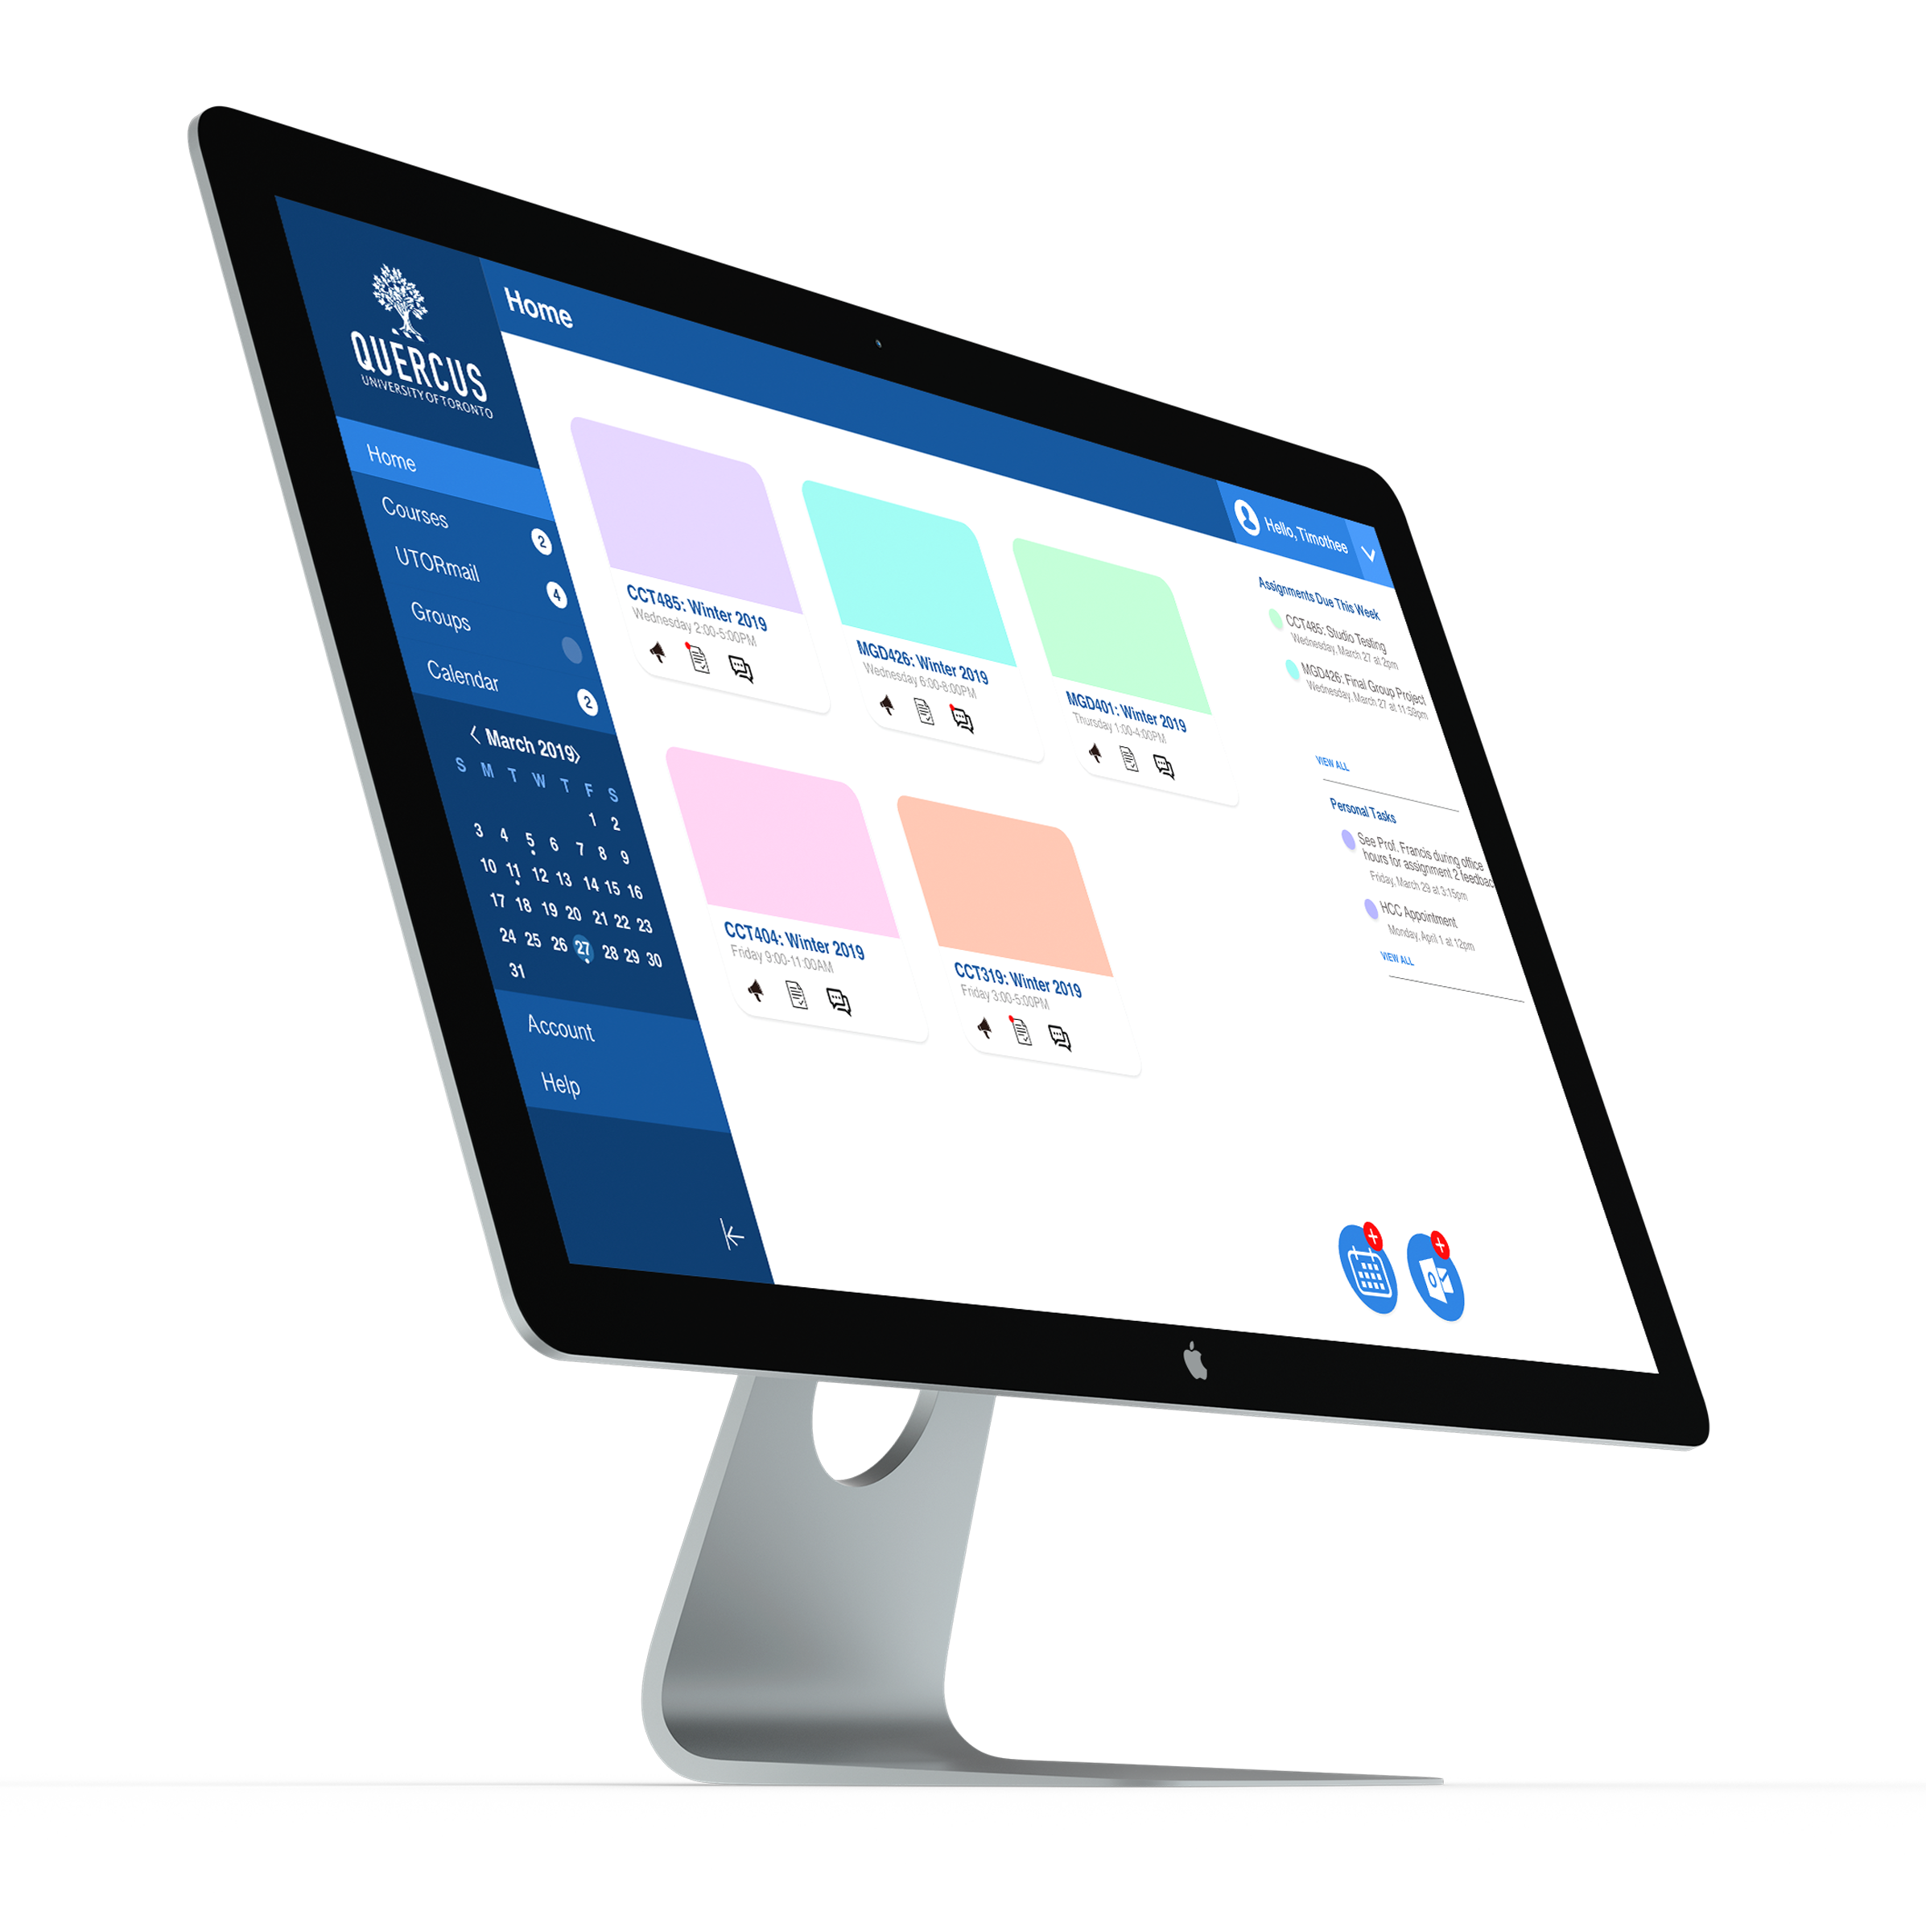 QUERCUS
UNIVERSITY OF TORONTO
Home
Courses
2
UTORmail
4
Groups
Calendar
2
March 2019
S M T W T F S
1 2
3 4 5 6 7 8 9
10 11 12 13 14 15 16
17 18 19 20 21 22 23
24 25 26 27 28 29 30
31
Account
Help
Home
Hello, Timothee
CCT485: Winter 2019
Wednesday 2:00-5:00PM
MGD426: Winter 2019
Wednesday 6:00-8:00PM
MGD401: Winter 2019
Thursday 1:00-4:00PM
CCT404: Winter 2019
Friday 9:00-11:00AM
CCT319: Winter 2019
Friday 3:00-5:00PM
Assignments Due This Week
CCT485: Studio Testing
Wednesday, March 27 at 2pm
MGD426: Final Group Project
Wednesday, March 27 at 11:59pm
VIEW ALL
Personal Tasks
See Prof. Francis during office
hours for assignment 2 feedbac
Friday, March 29 at 3:15pm
HCC Appointment
Monday, April 1 at 12pm
VIEW ALL